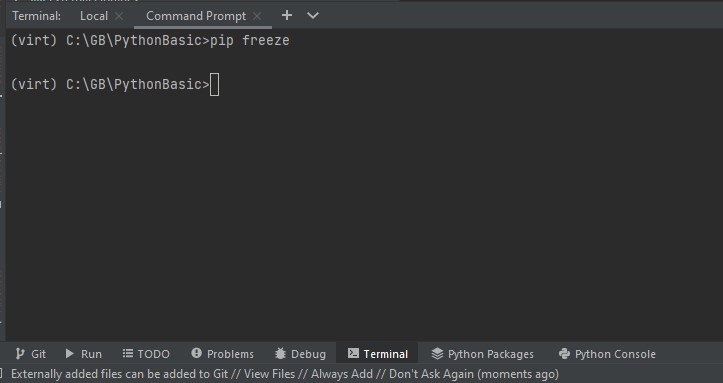 Terminal: Local × Command Prompt × +
(virt) C:\GB\PythonBasic>pip freeze
(virt) C:\GB\PythonBasic>
Git Run TODO Problems Debug Terminal Python Packages Python Console
Externally added files can be added to Git // View Files // Always Add // Don't Ask Again (moments ago)